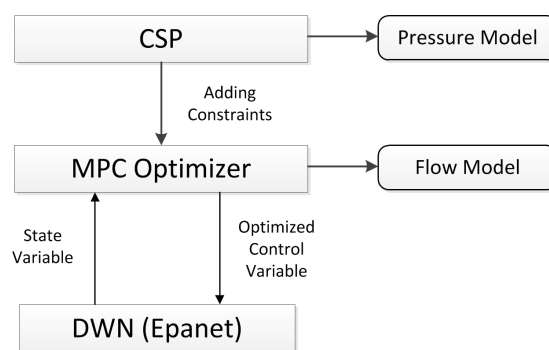 CSP
Pressure Model
Adding
Constraints
MPC Optimizer
Flow Model
State
Variable
Optimized
Control
Variable
DWN (Epanet)